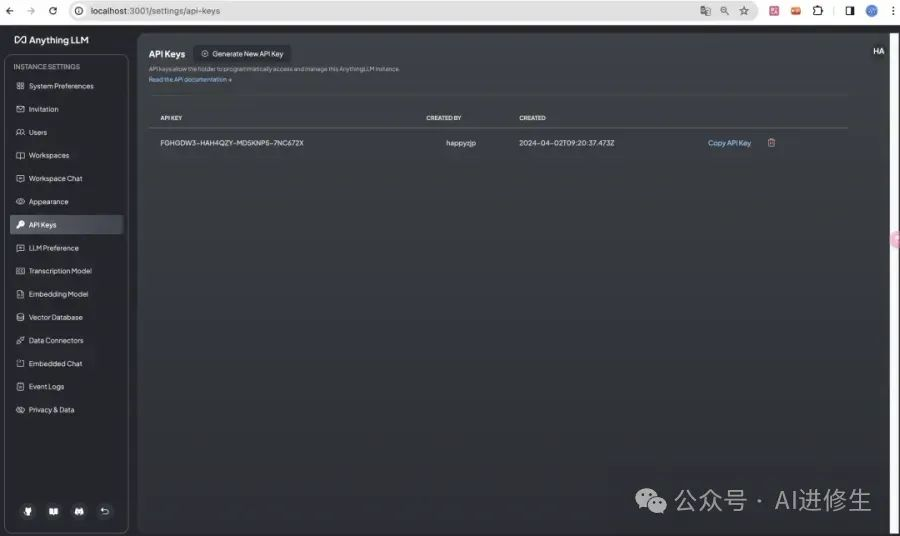 localhost:3001/settings/api-keys
Anything LLM
INSTANCE SETTINGS
System Preferences
Invitation
Users
Workspaces
Workspace Chat
Appearance
API Keys
LLM Preference
Transcription Model
Embedding Model
Vector Database
Data Connectors
Embedded Chat
Event Logs
Privacy & Data
API Keys
Generate New API Key
HA
API keys allow the holder to programmatically access and manage this AnythingLLM instance.
Read the API documentation →
API KEY CREATED BY CREATED
FGHGDW3-HAH4QZY-MD5KNP5-7NC672X happyzjp 2024-04-02T09:20:37.473Z Copy API Key
公众号 · AI进修生